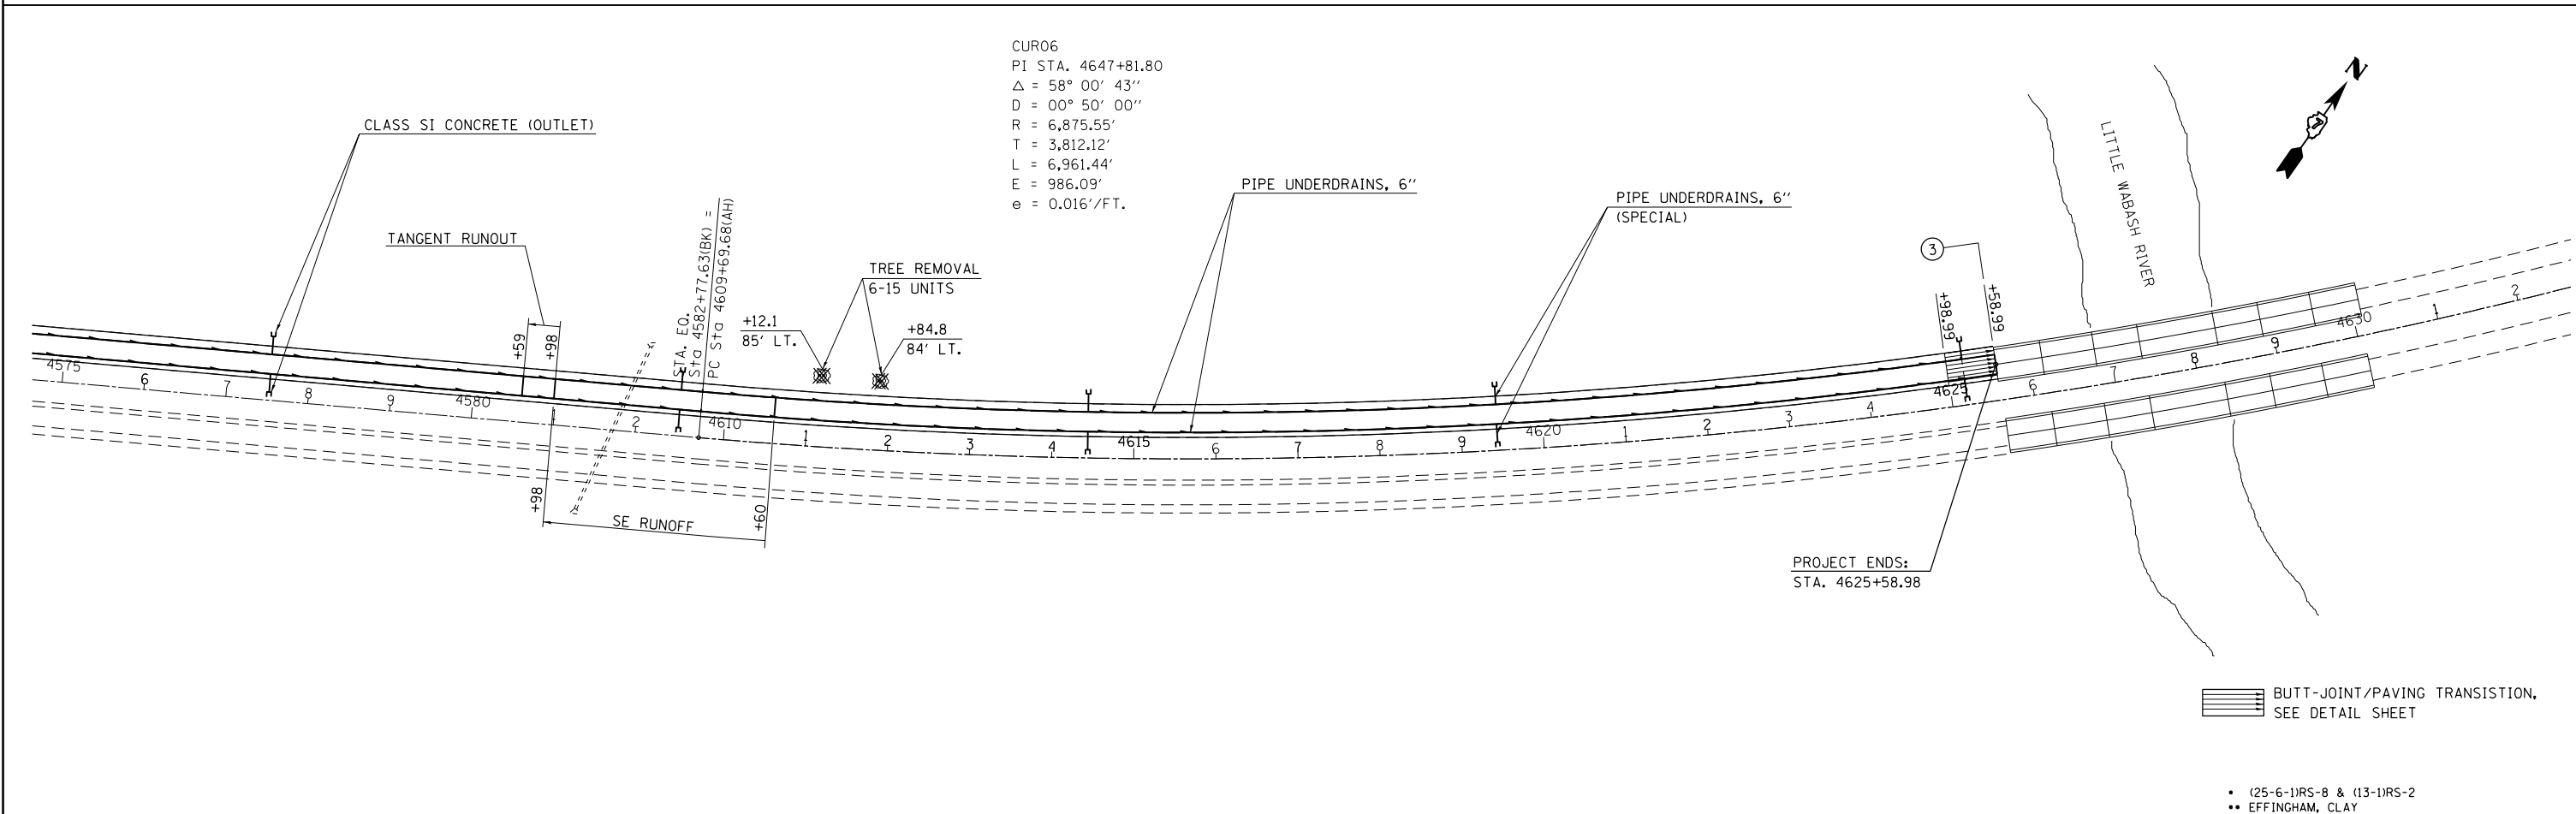 CUR06
PI STA. 4647+81.80
△ = 58° 00' 43''
D = 00° 50' 00''
R = 6,875.55'
T = 3,812.12'
L = 6,961.44'
E = 986.09'
e = 0.016'/FT.
N
CLASS SI CONCRETE (OUTLET)
TANGENT RUNOUT
STA. EQ.
Sta 4582+77.63(BK) =
PC Sta 4609+69.68(AH)
TREE REMOVAL
6-15 UNITS
+12.1
85' LT.
+84.8
84' LT.
PIPE UNDERDRAINS, 6''
PIPE UNDERDRAINS, 6''
(SPECIAL)
3
+98.99
+58.99
LITTLE WABASH RIVER
+59
+98
4575
6
7
8
9
4580
1
2
4610
1
2
3
4
4615
6
7
8
9
4620
1
2
3
4
4625
6
7
8
9
4630
1
2
+98
SE RUNOFF
+60
PROJECT ENDS:
STA. 4625+58.98
BUTT-JOINT/PAVING TRANSISTION,
SEE DETAIL SHEET
• (25-6-1)RS-8 & (13-1)RS-2
•• EFFINGHAM, CLAY